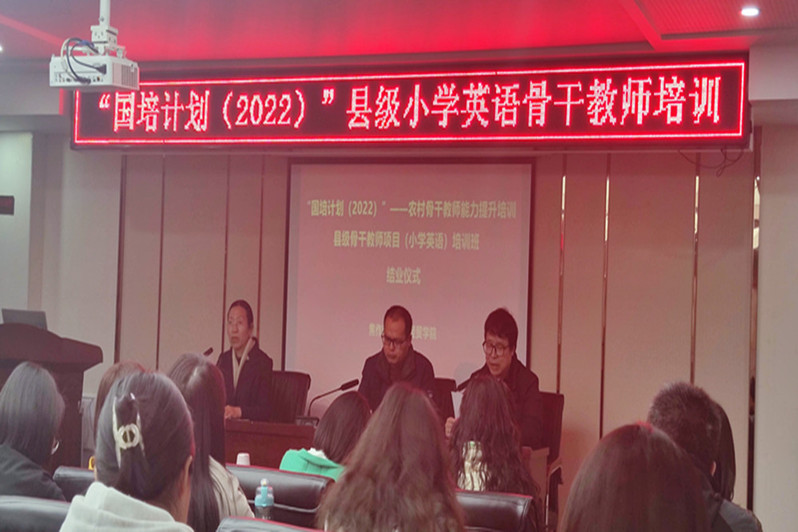 “国培计划（2022）”县级小学英语骨干教师培训
“国培计划（2022）”——农村骨干教师能力提升培训
县级骨干教师项目（小学英语）培训班
结业仪式
学院